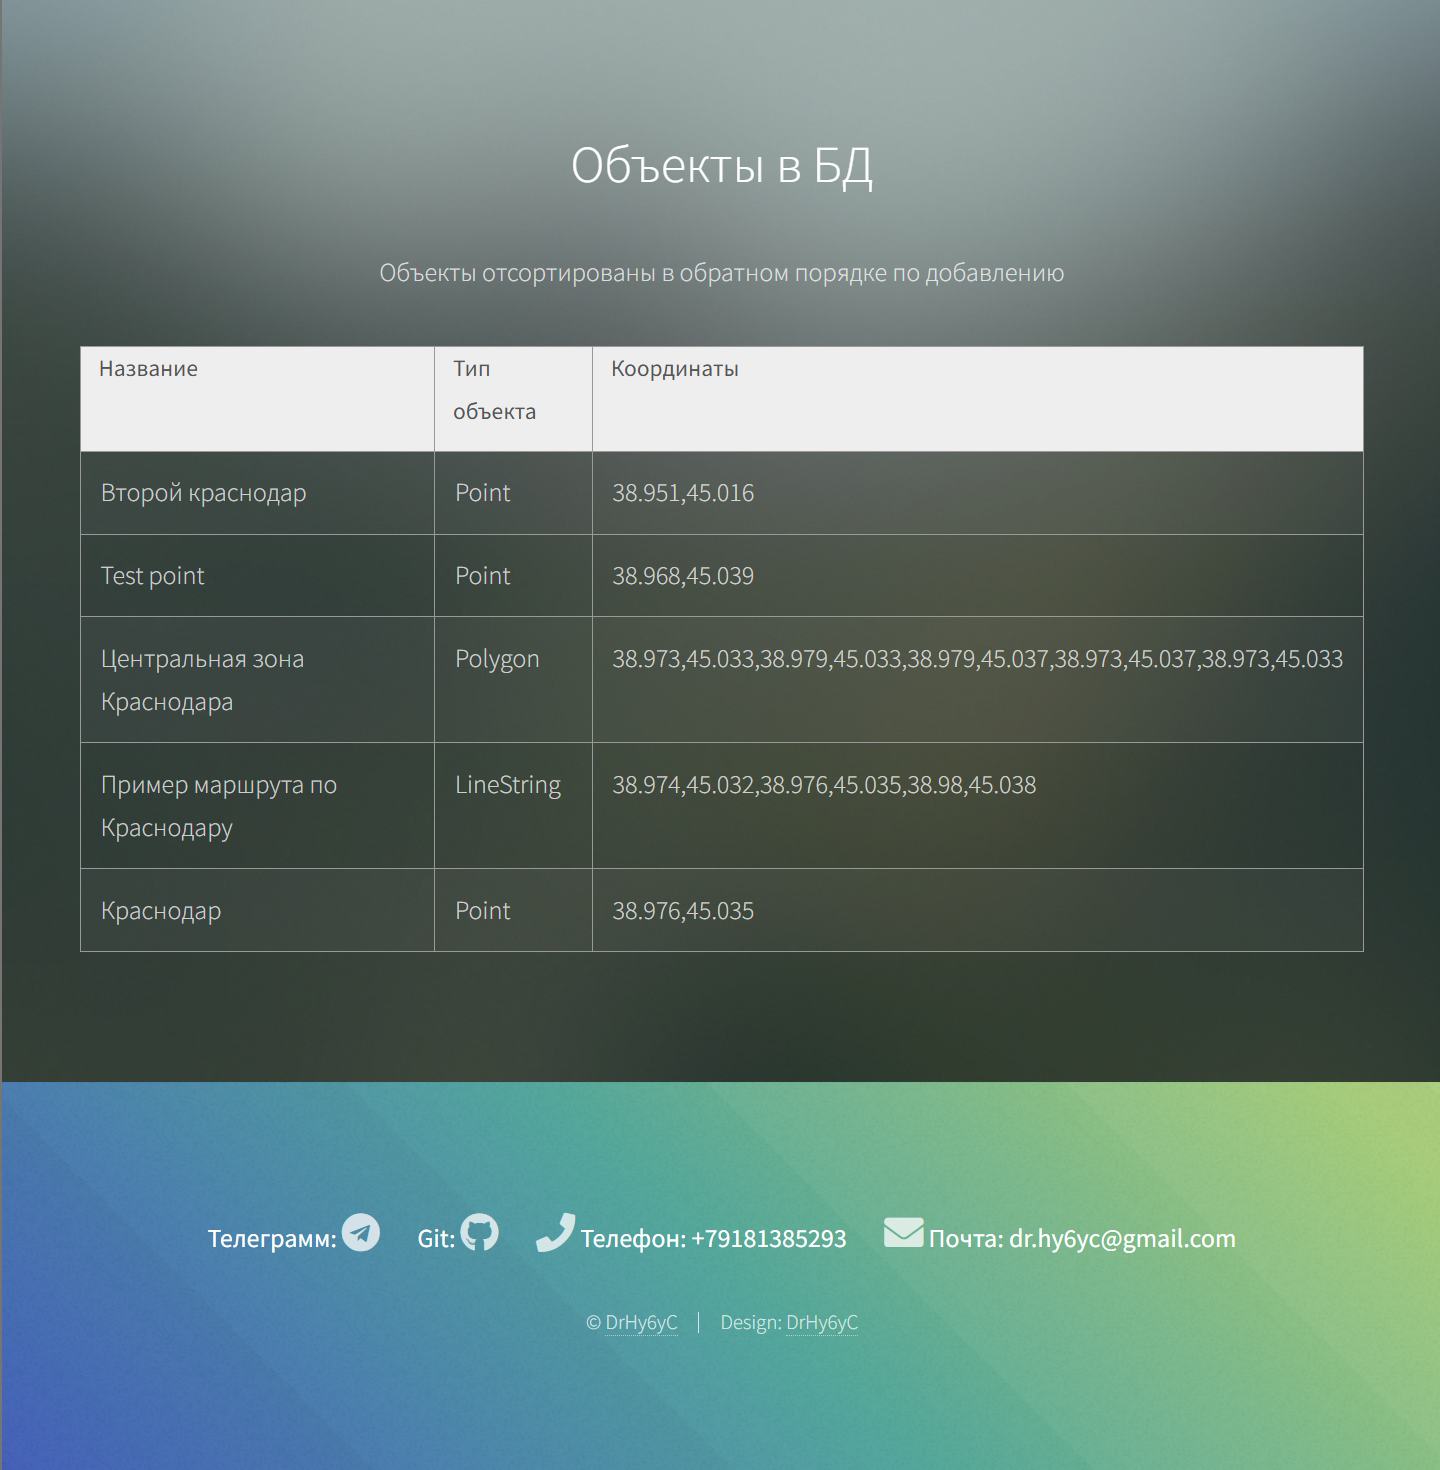 Объекты в БД
Объекты отсортированы в обратном порядке по добавлению
Название
Тип
объекта
Координаты
Второй краснодар
Point
38.951,45.016
Test point
Point
38.968,45.039
Центральная зона
Краснодара
Polygon
38.973,45.033,38.979,45.033,38.979,45.037,38.973,45.037,38.973,45.033
Пример маршрута по
Краснодару
LineString
38.974,45.032,38.976,45.035,38.98,45.038
Краснодар
Point
38.976,45.035
Телеграмм: Git: Телефон: +79181385293 Почта: dr.hy6yc@gmail.com
© DrHy6yC | Design: DrHy6yC